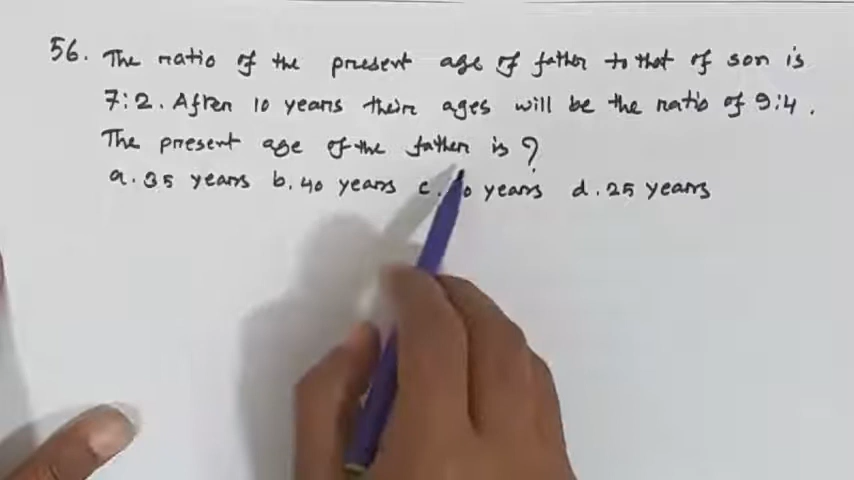 56. The ratio of the present age of father to that of son is
7:2. After 10 years their ages will be the ratio of 9:4.
The present age of the father is ?
a. 35 years b. 40 years c. years d. 25 years